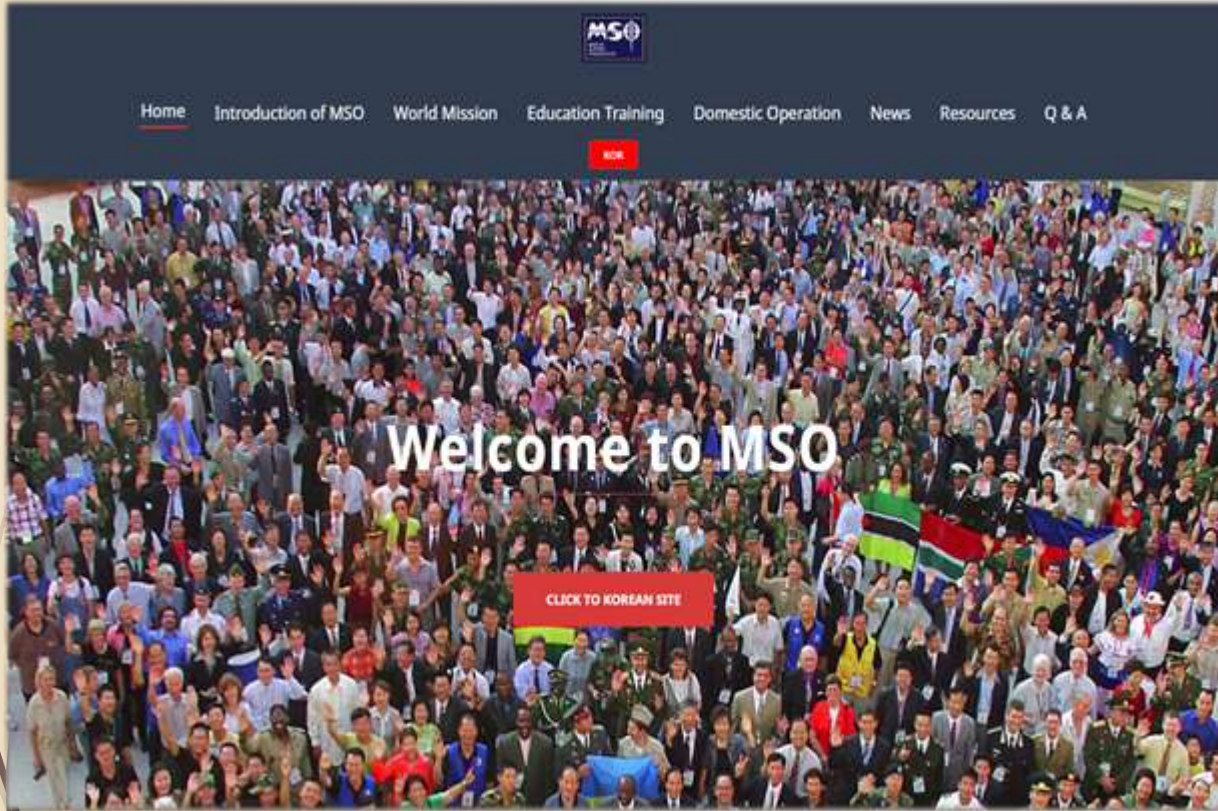 MSO
Home Introduction of MSO World Mission Education Training Domestic Operation News Resources Q & A
KOR
Welcome to MSO
CLICK TO KOREAN SITE